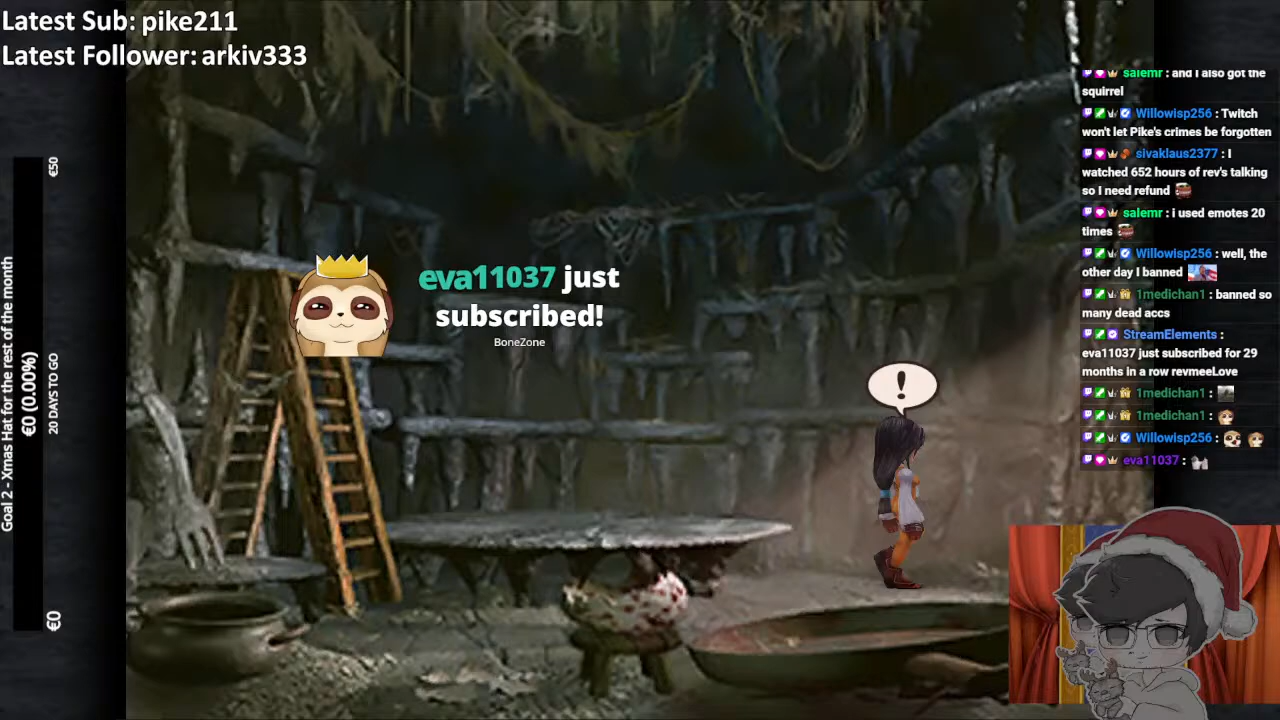 Latest Sub: pike211
Latest Follower: arkiv333
€50
Goal 2 - Xmas Hat for the rest of the month
€0 (0.00%)
20 DAYS TO GO
€0
eva11037 just
subscribed!
BoneZone
!
salemr : and I also got the
squirrel
Willowisp256 : Twitch
won't let Pike's crimes be forgotten
sivaklaus2377 : I
watched 652 hours of rev's talking
so I need refund
salemr : i used emotes 20
times
Willowisp256 : well, the
other day I banned
1medichan1 : banned so
many dead accs
StreamElements :
eva11037 just subscribed for 29
months in a row revmeeLove
1medichan1 :
1medichan1 :
Willowisp256 :
eva11037 :